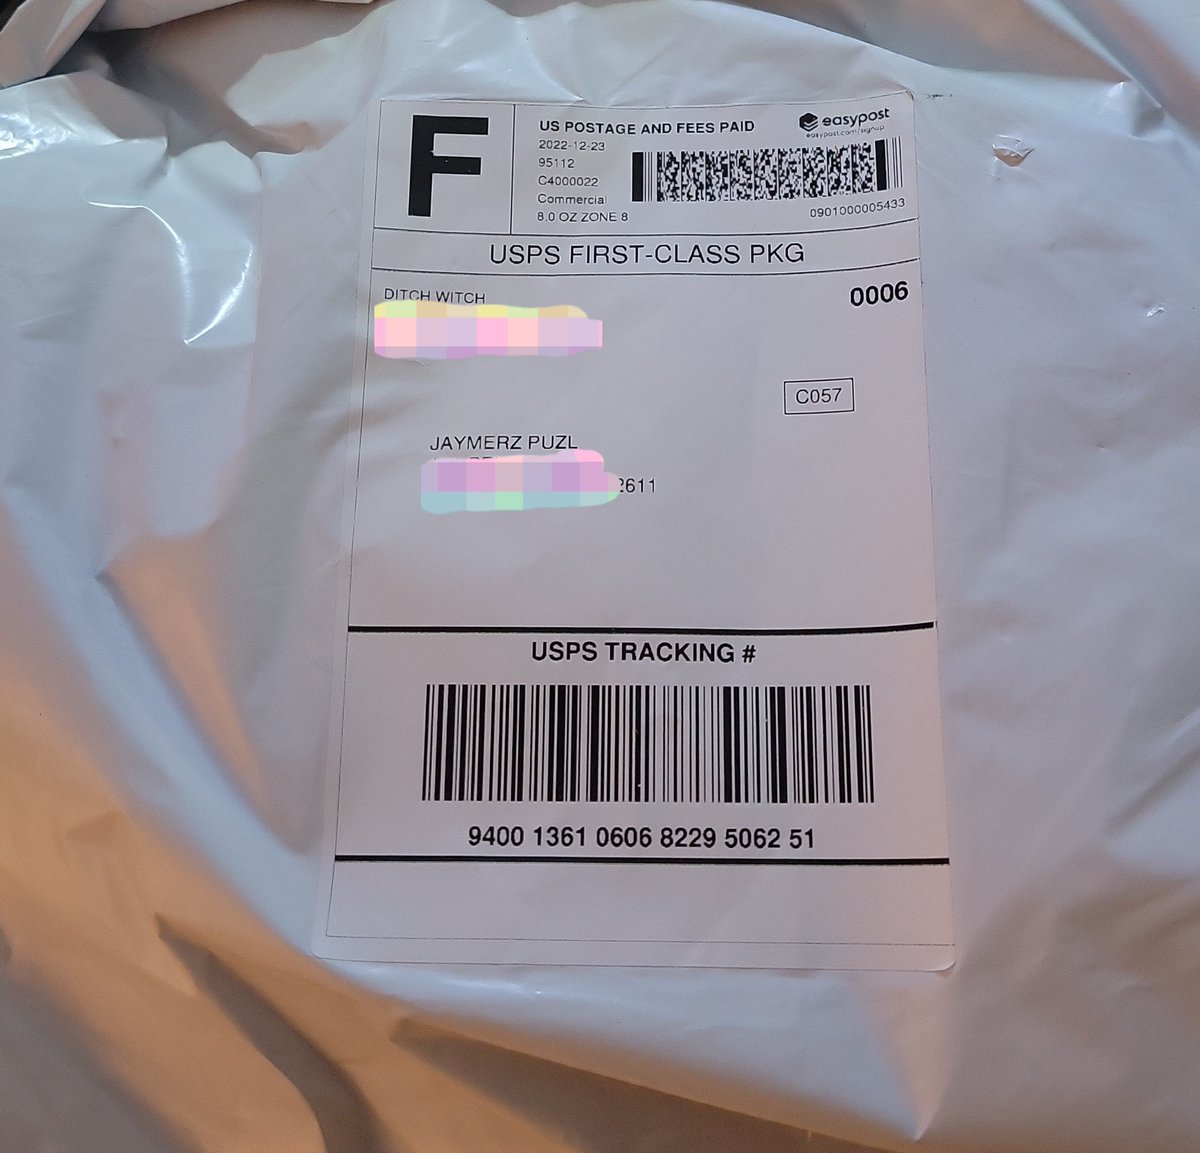 F
US POSTAGE AND FEES PAID
easypost
easypost.com/signup
2022-12-23
95112
C4000022
Commercial
8.0 OZ ZONE 8
0901000005433
USPS FIRST-CLASS PKG
DITCH WITCH
0006
C057
JAYMERZ PUZL
2611
USPS TRACKING #
9400 1361 0606 8229 5062 51